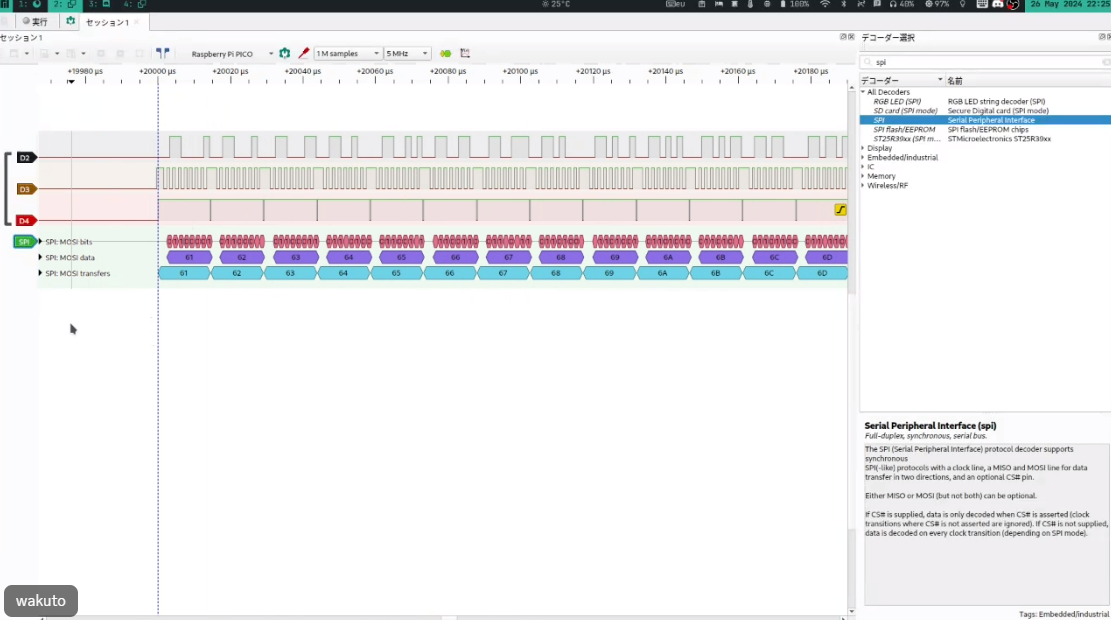 1: 2: 3: 4: 25°C eu 100% 40% 97% 26 May 2024 22:25
実行 セッション1
セッション1 デコーダー選択
Raspberry Pi PICO 1 M samples 5 MHz spi
+19980 µs +20000 µs +20020 µs +20040 µs +20060 µs +20080 µs +20100 µs +20120 µs +20140 µs +20160 µs +20180 µs
デコーダー 名前
All Decoders
RGB LED (SPI) RGB LED string decoder (SPI)
SD card (SPI mode) Secure Digital card (SPI mode)
SPI Serial Peripheral Interface
SPI flash/EEPROM SPI flash/EEPROM chips
ST25R39xx (SPI m... STMicroelectronics ST25R39xx
Display
Embedded/industrial
IC
Memory
Wireless/RF
D2
D3
D4
SPI SPI: MOSI bits
SPI: MOSI data 61 62 63 64 65 66 67 68 69 6A 6B 6C 6D
SPI: MOSI transfers 61 62 63 64 65 66 67 68 69 6A 6B 6C 6D
Serial Peripheral Interface (spi)
Full-duplex, synchronous, serial bus.
The SPI (Serial Peripheral Interface) protocol decoder supports
synchronous
SPI(-like) protocols with a clock line, a MISO and MOSI line for data
transfer in two directions, and an optional CS# pin.
Either MISO or MOSI (but not both) can be optional.
If CS# is supplied, data is only decoded when CS# is asserted (clock
transitions where CS# is not asserted are ignored). If CS# is not supplied,
data is decoded on every clock transition (depending on SPI mode).
Tags: Embedded/industrial
wakuto